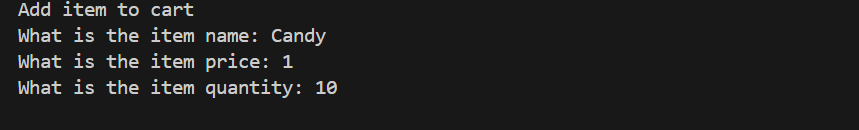 Add item to cart
What is the item name: Candy
What is the item price: 1
What is the item quantity: 10